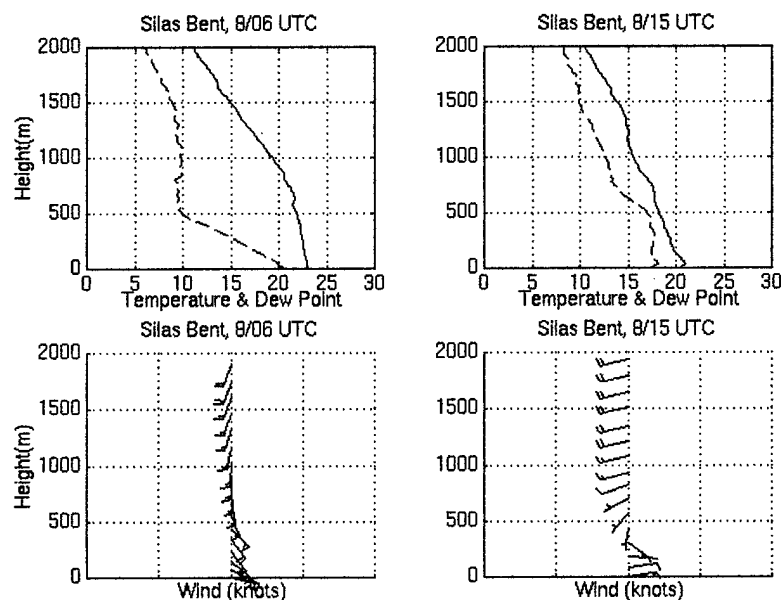 Silas Bent, 8/06 UTC
2000
1500
1000
500
0
Height(m)
0 5 10 15 20 25 30
Temperature & Dew Point
Silas Bent, 8/15 UTC
2000
1500
1000
500
0
0 5 10 15 20 25 30
Temperature & Dew Point
Silas Bent, 8/06 UTC
2000
1500
1000
500
0
Height(m)
Wind (knots)
Silas Bent, 8/15 UTC
2000
1500
1000
500
0
Wind (knots)